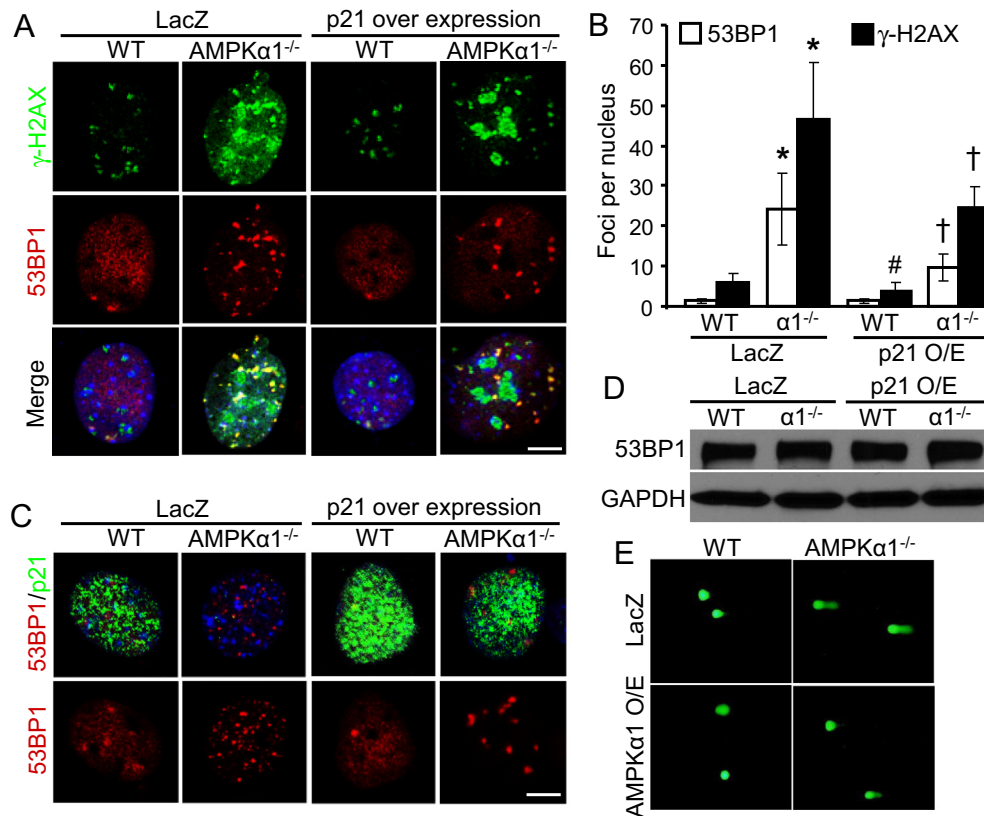 A
LacZ
p21 over expression
WT
AMPKα1-/-
WT
AMPKα1-/-
γ-H2AX
53BP1
Merge
B
53BP1
γ-H2AX
Foci per nucleus
70
60
50
40
30
20
10
0
*
*
#
†
†
WT
α1-/-
WT
α1-/-
LacZ
p21 O/E
C
LacZ
p21 over expression
WT
AMPKα1-/-
WT
AMPKα1-/-
53BP1/p21
53BP1
D
LacZ
p21 O/E
WT
α1-/-
WT
α1-/-
53BP1
GAPDH
E
WT
AMPKα1-/-
LacZ
AMPKα1 O/E